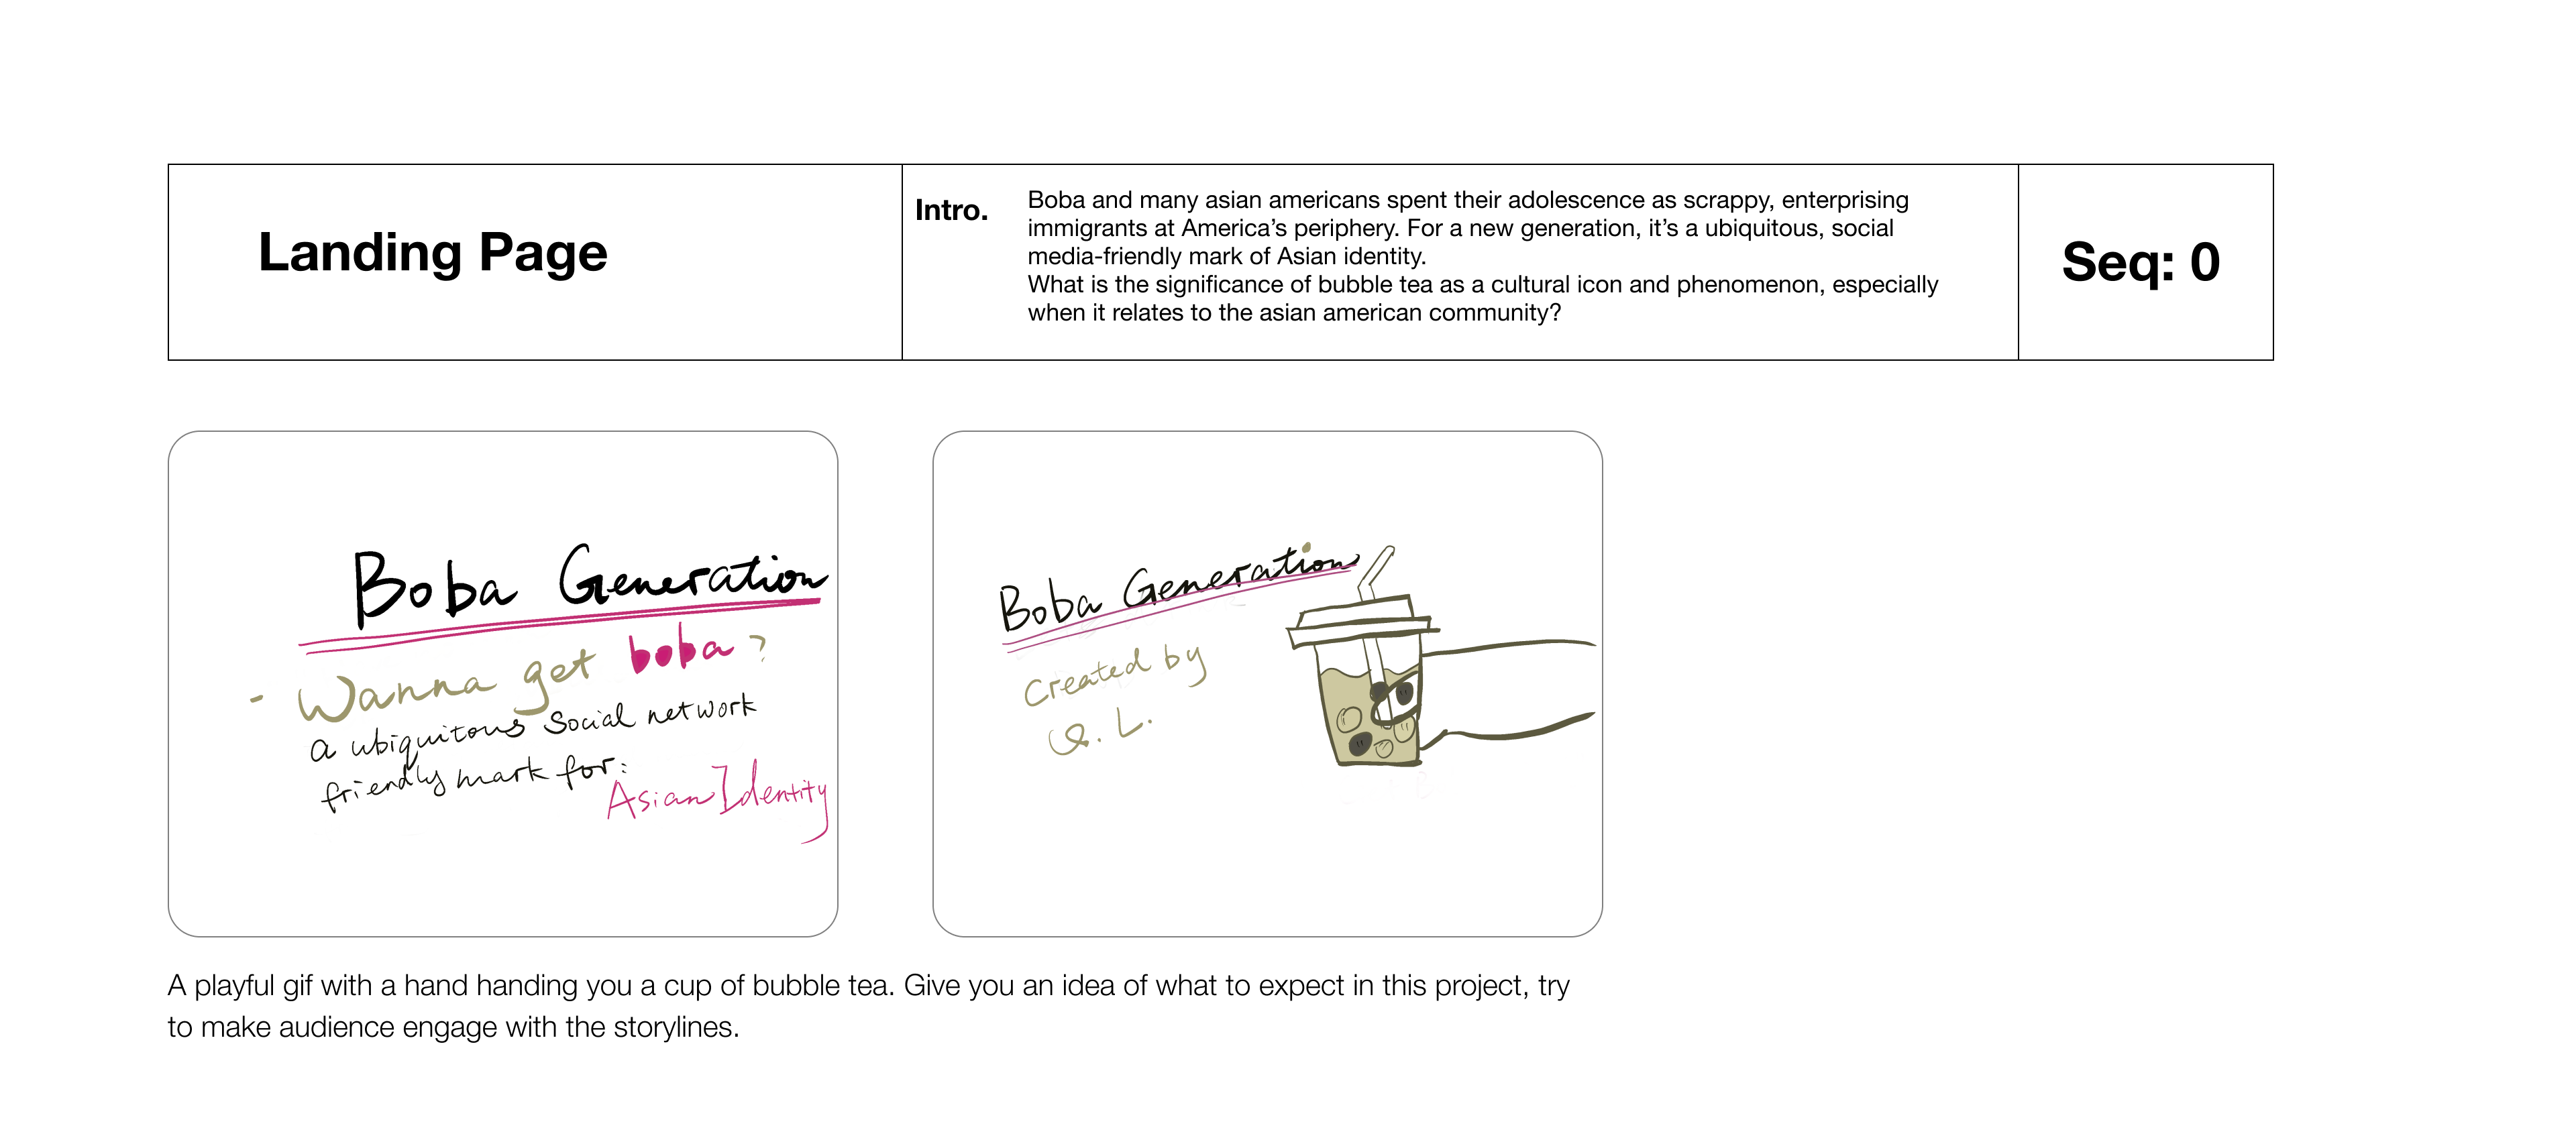 Landing Page
Intro.
Boba and many asian americans spent their adolescence as scrappy, enterprising
immigrants at America’s periphery. For a new generation, it’s a ubiquitous, social
media-friendly mark of Asian identity.
What is the significance of bubble tea as a cultural icon and phenomenon, especially
when it relates to the asian american community?
Seq: 0
Boba Generation
- Wanna get boba?
a ubiquitous social network
friendly mark for:
Asian Identity
Boba Generation
Created by
Q. L.
A playful gif with a hand handing you a cup of bubble tea. Give you an idea of what to expect in this project, try
to make audience engage with the storylines.